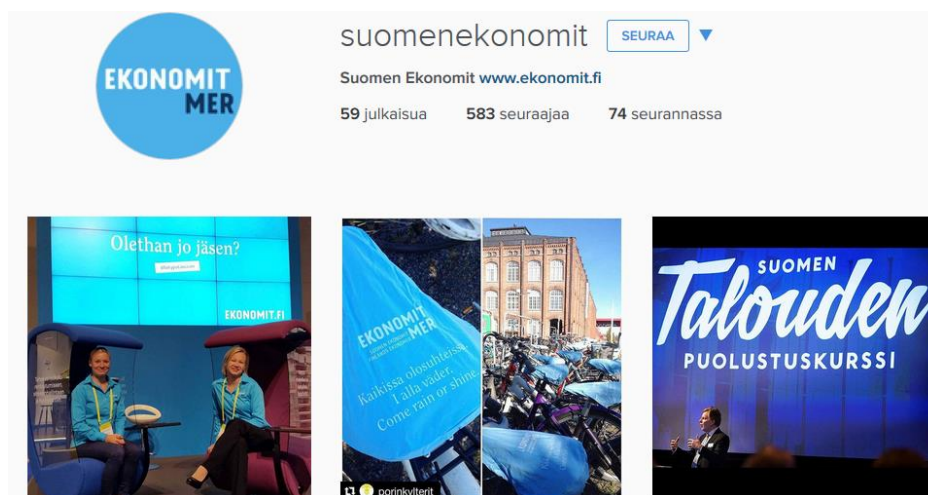 EKONOMIT
MER
suomenekonomit
SEURAA
Suomen Ekonomit www.ekonomit.fi
59 julkaisua 583 seuraajaa 74 seurannassa
Olethan jo jäsen?
EKONOMIT.FI
EKONOMIT
MER
Kaikissa olosuhteissa.
I alla väder.
Come rain or shine
porinkylterit
SUOMEN
Talouden
PUOLUSTUSKURSSI